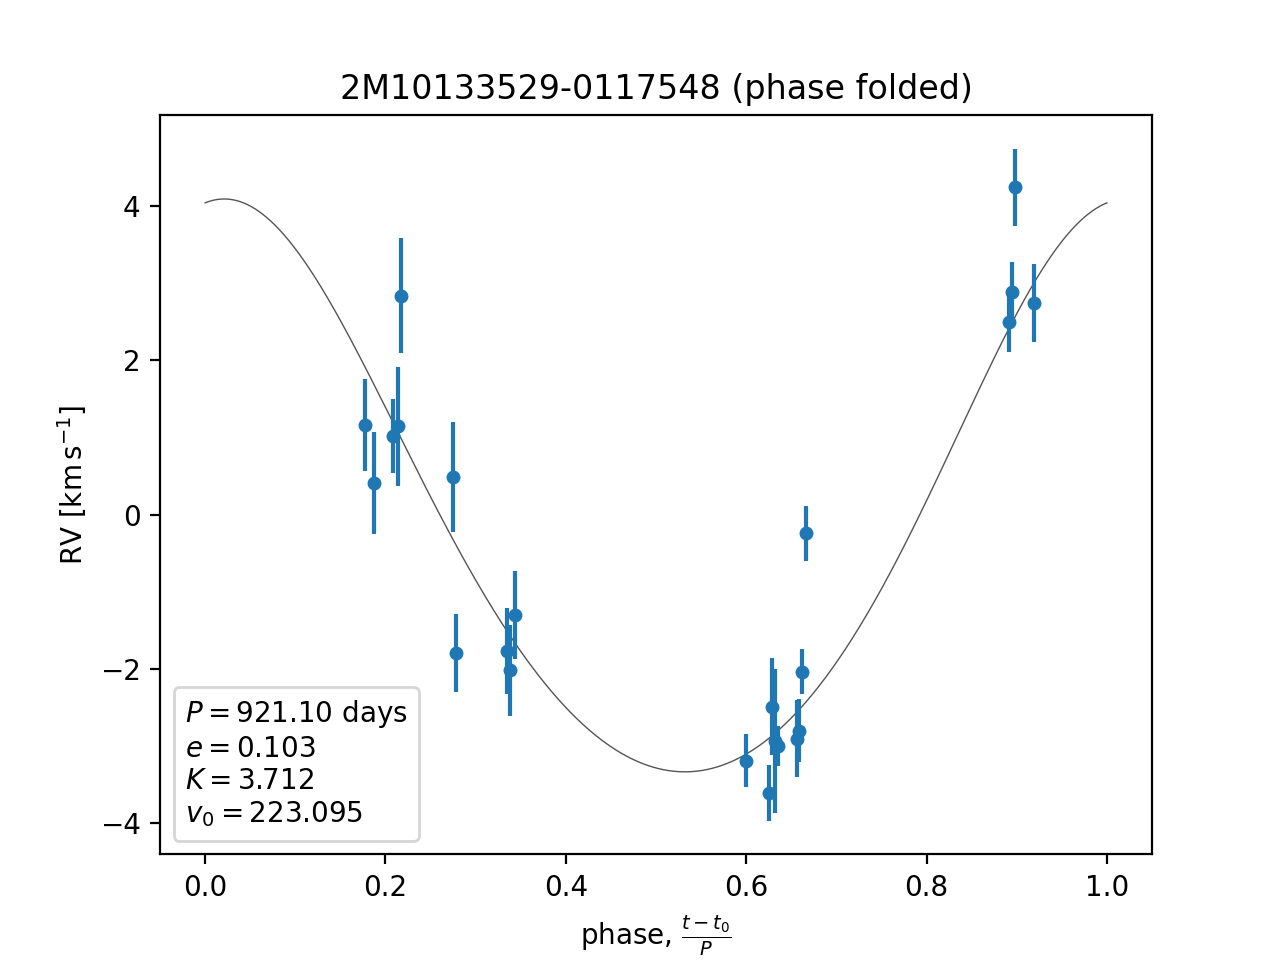 2M10133529-0117548 (phase folded)
RV [km s⁻¹]
4
2
0
−2
−4
P = 921.10 days
e = 0.103
K = 3.712
v₀ = 223.095
0.0 0.2 0.4 0.6 0.8 1.0
phase, (t − t₀)/P